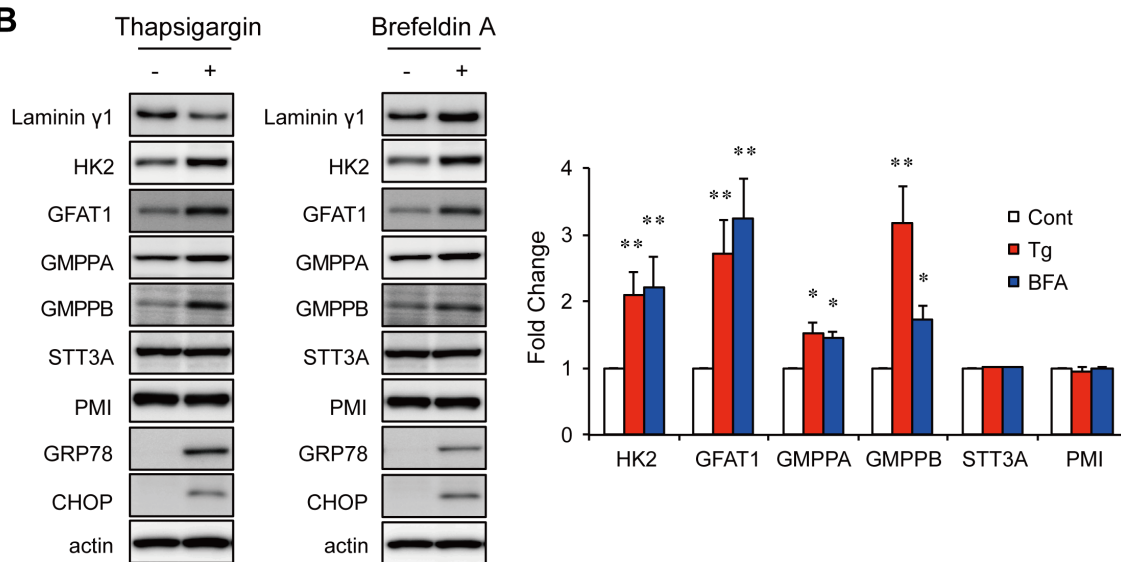 B
Thapsigargin
- +
Laminin γ1
HK2
GFAT1
GMPPA
GMPPB
STT3A
PMI
GRP78
CHOP
actin
Brefeldin A
- +
Laminin γ1
HK2
GFAT1
GMPPA
GMPPB
STT3A
PMI
GRP78
CHOP
actin
Fold Change
4
3
2
1
0
** **
** **
* *
** *
HK2 GFAT1 GMPPA GMPPB STT3A PMI
Cont
Tg
BFA